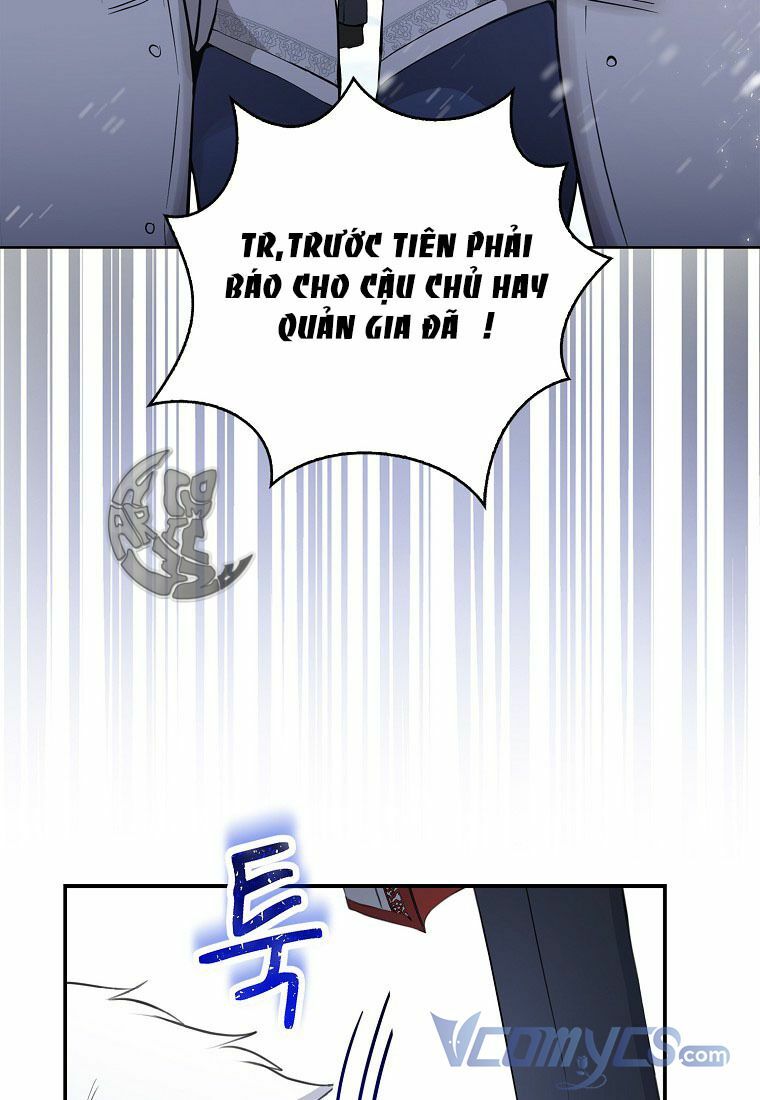 TR,TRƯỚC TIÊN PHẢI
BÁO CHO CẬU CHỦ HAY
QUẢN GIA ĐÃ !
툭
VCOMYCS.com